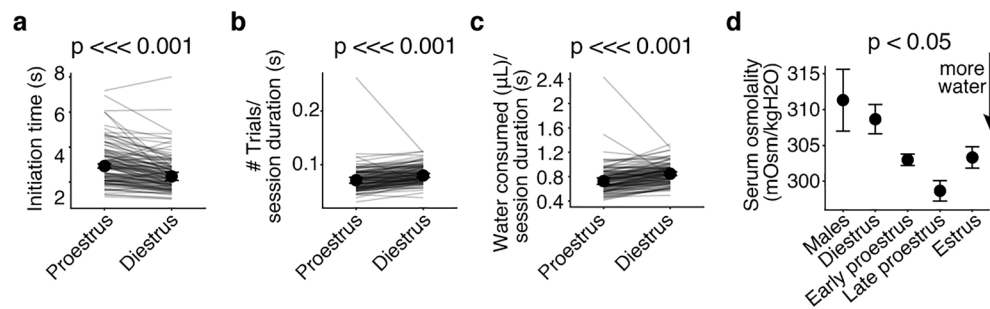 a
p <<< 0.001
Initiation time (s)
8
6
4
2
Proestrus
Diestrus
b
p <<< 0.001
# Trials/
session duration (s)
0.2
0.1
Proestrus
Diestrus
c
p <<< 0.001
Water consumed (µL)/
session duration (s)
2.4
2
1.6
1.2
0.8
0.4
Proestrus
Diestrus
d
p < 0.05
Serum osmolality
(mOsm/kgH2O)
315
310
305
300
more
water
Males
Diestrus
Early proestrus
Late proestrus
Estrus